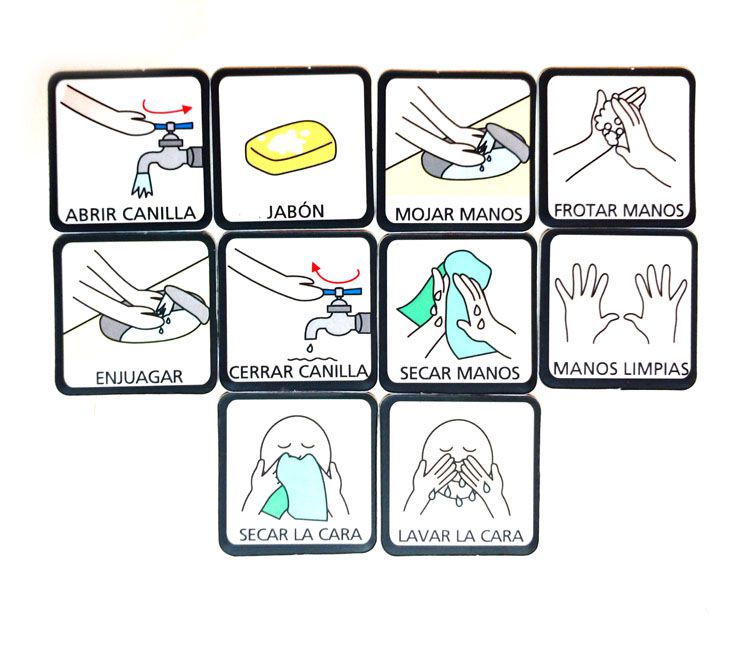 ABRIR CANILLA
JABÓN
MOJAR MANOS
FROTAR MANOS
ENJUAGAR
CERRAR CANILLA
SECAR MANOS
MANOS LIMPIAS
SECAR LA CARA
LAVAR LA CARA